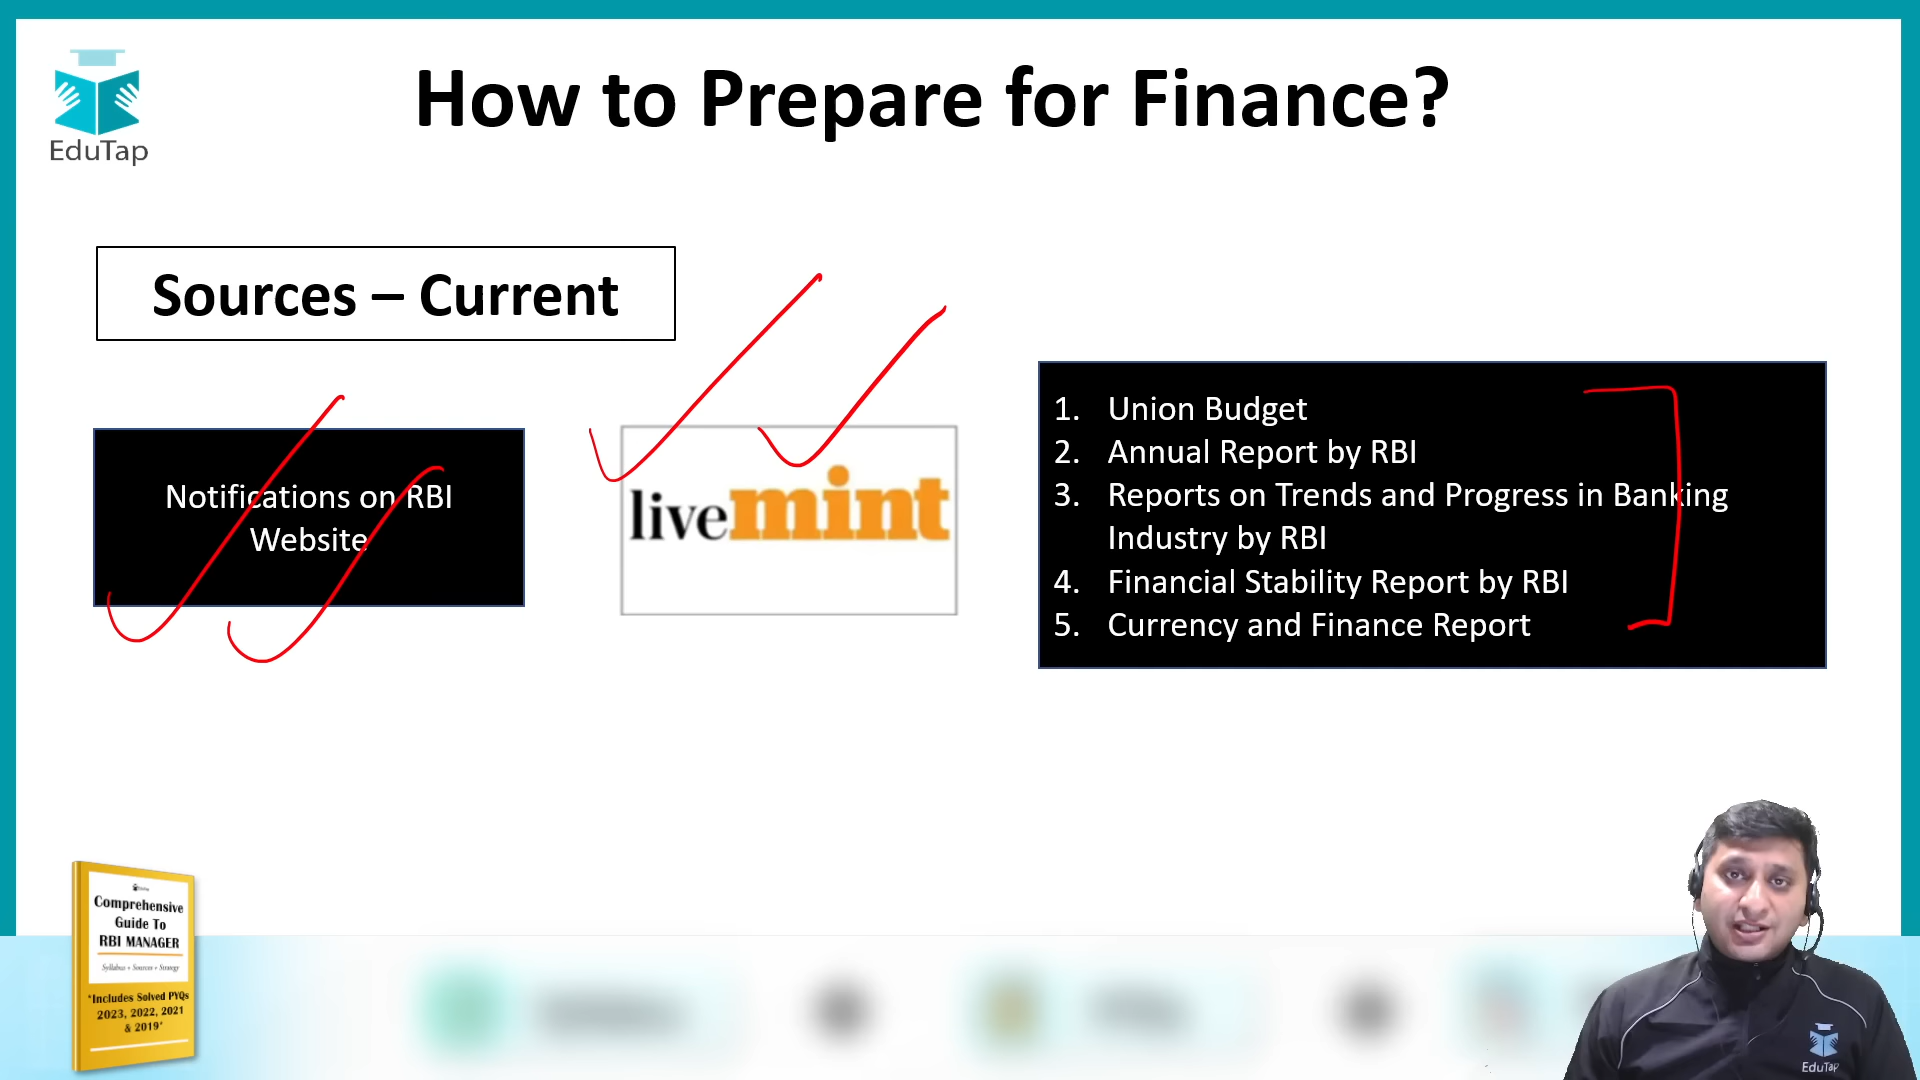 How to Prepare for Finance?
EduTap
Sources – Current
Notifications on RBI
Website
livemint
1. Union Budget
2. Annual Report by RBI
3. Reports on Trends and Progress in Banking
Industry by RBI
4. Financial Stability Report by RBI
5. Currency and Finance Report
Comprehensive
Guide To
RBI MANAGER
Syllabus + Sources + Strategy
*Includes Solved PYQs
2023, 2022, 2021
& 2019*
EduTap